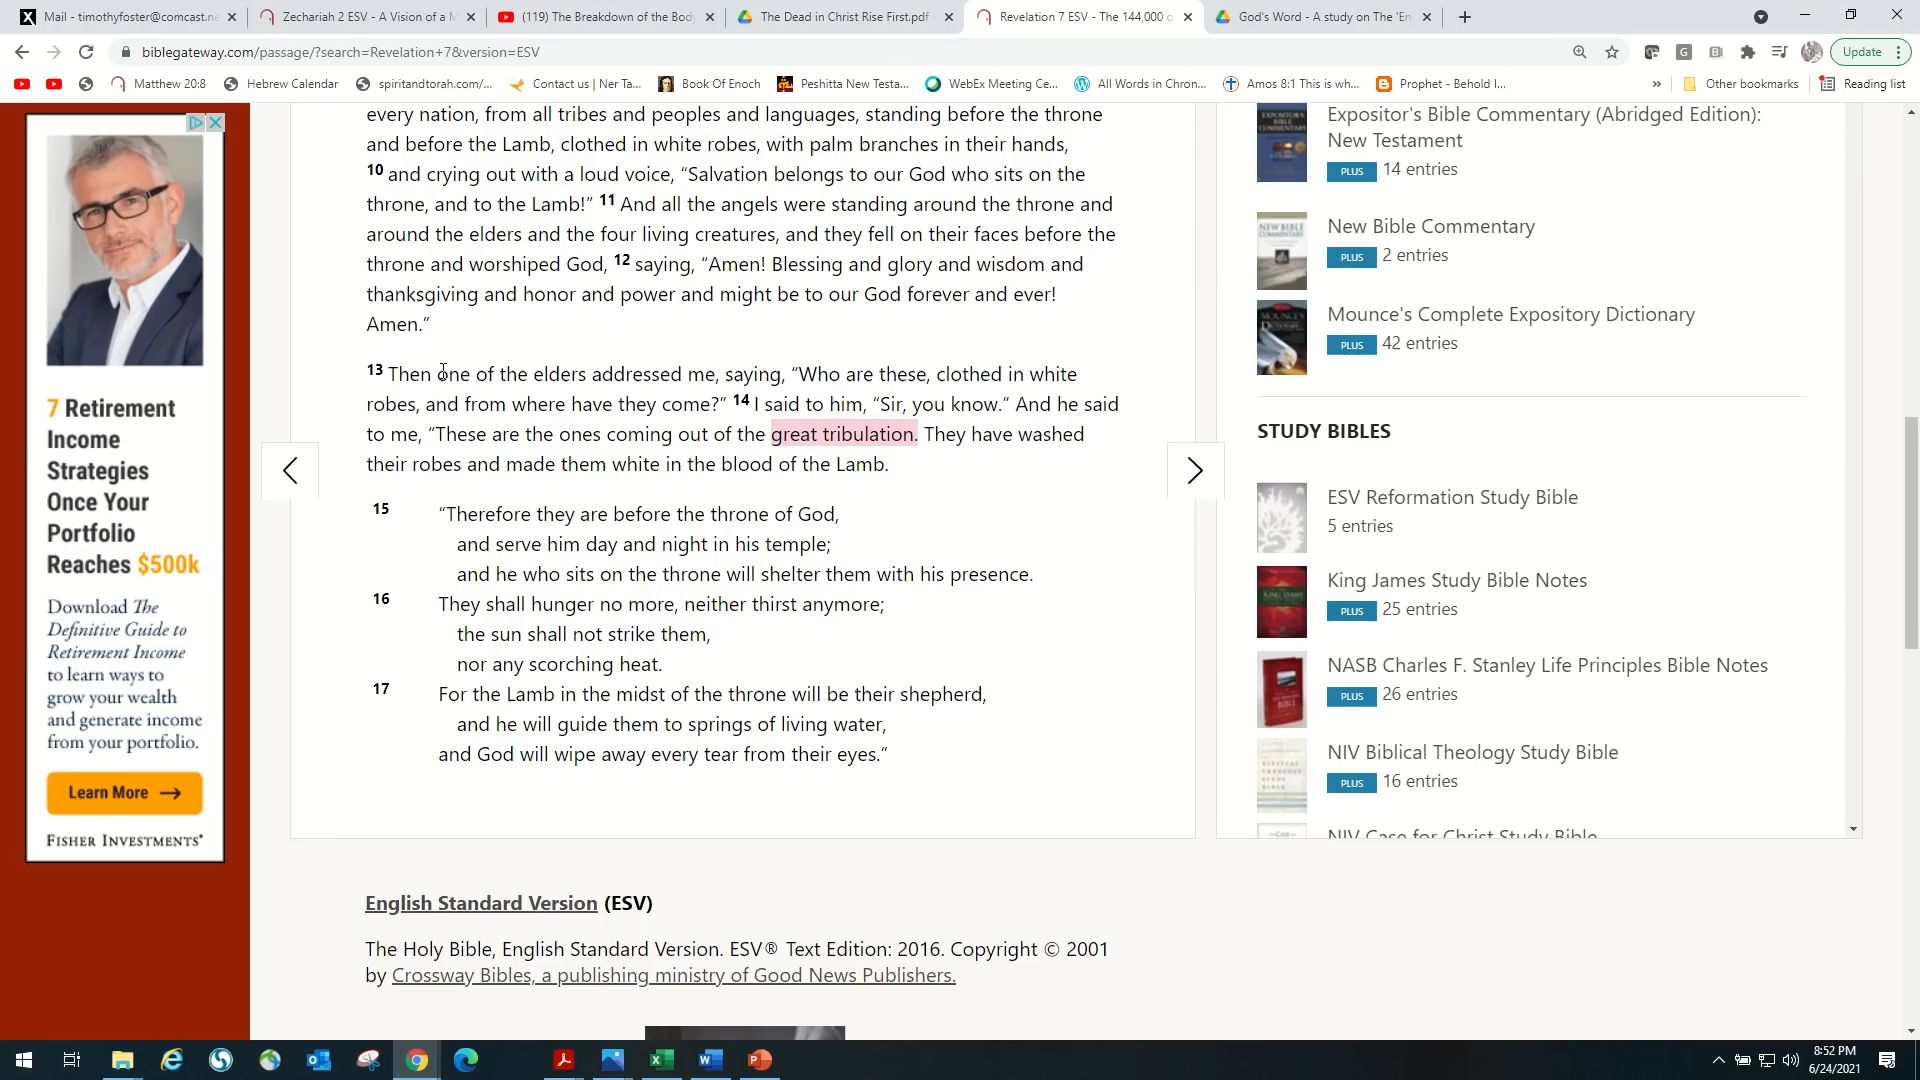 Mail - timothyfoster@comcast.ne
Zechariah 2 ESV - A Vision of a M
(119) The Breakdown of the Body
The Dead in Christ Rise First.pdf -
Revelation 7 ESV - The 144,000 o
God's Word - A study on The 'En
biblegateway.com/passage/?search=Revelation+7&version=ESV
Update
Matthew 20:8
Hebrew Calendar
spiritandtorah.com/...
Contact us | Ner Ta...
Book Of Enoch
Peshitta New Testa...
WebEx Meeting Ce...
All Words in Chron...
Amos 8:1 This is wh...
Prophet - Behold I...
»
Other bookmarks
Reading list
7 Retirement
Income
Strategies
Once Your
Portfolio
Reaches $500k
Download The
Definitive Guide to
Retirement Income
to learn ways to
grow your wealth
and generate income
from your portfolio.
Learn More →
FISHER INVESTMENTS®
every nation, from all tribes and peoples and languages, standing before the throne
and before the Lamb, clothed in white robes, with palm branches in their hands,
10 and crying out with a loud voice, “Salvation belongs to our God who sits on the
throne, and to the Lamb!” 11 And all the angels were standing around the throne and
around the elders and the four living creatures, and they fell on their faces before the
throne and worshiped God, 12 saying, “Amen! Blessing and glory and wisdom and
thanksgiving and honor and power and might be to our God forever and ever!
Amen.”
13 Then one of the elders addressed me, saying, “Who are these, clothed in white
robes, and from where have they come?” 14 I said to him, “Sir, you know.” And he said
to me, “These are the ones coming out of the great tribulation. They have washed
their robes and made them white in the blood of the Lamb.
15 “Therefore they are before the throne of God,
and serve him day and night in his temple;
and he who sits on the throne will shelter them with his presence.
16 They shall hunger no more, neither thirst anymore;
the sun shall not strike them,
nor any scorching heat.
17 For the Lamb in the midst of the throne will be their shepherd,
and he will guide them to springs of living water,
and God will wipe away every tear from their eyes.”
English Standard Version (ESV)
The Holy Bible, English Standard Version. ESV® Text Edition: 2016. Copyright © 2001
by Crossway Bibles, a publishing ministry of Good News Publishers.
Expositor's Bible Commentary (Abridged Edition):
New Testament
PLUS 14 entries
New Bible Commentary
PLUS 2 entries
Mounce's Complete Expository Dictionary
PLUS 42 entries
STUDY BIBLES
ESV Reformation Study Bible
5 entries
King James Study Bible Notes
PLUS 25 entries
NASB Charles F. Stanley Life Principles Bible Notes
PLUS 26 entries
NIV Biblical Theology Study Bible
PLUS 16 entries
NIV Case for Christ Study Bible
8:52 PM
6/24/2021